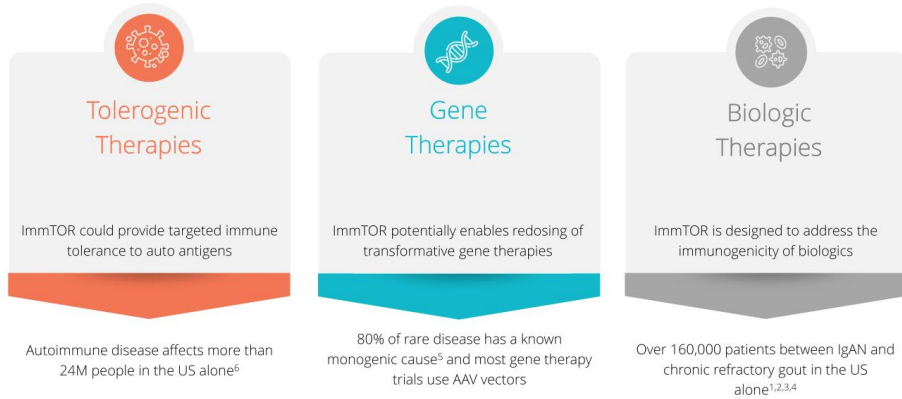 Tolerogenic
Therapies
ImmTOR could provide targeted immune
tolerance to auto antigens
Autoimmune disease affects more than
24M people in the US alone⁶
Gene
Therapies
ImmTOR potentially enables redosing of
transformative gene therapies
80% of rare disease has a known
monogenic cause⁵ and most gene therapy
trials use AAV vectors
Biologic
Therapies
ImmTOR is designed to address the
immunogenicity of biologics
Over 160,000 patients between IgAN and
chronic refractory gout in the US
alone¹,²,³,⁴